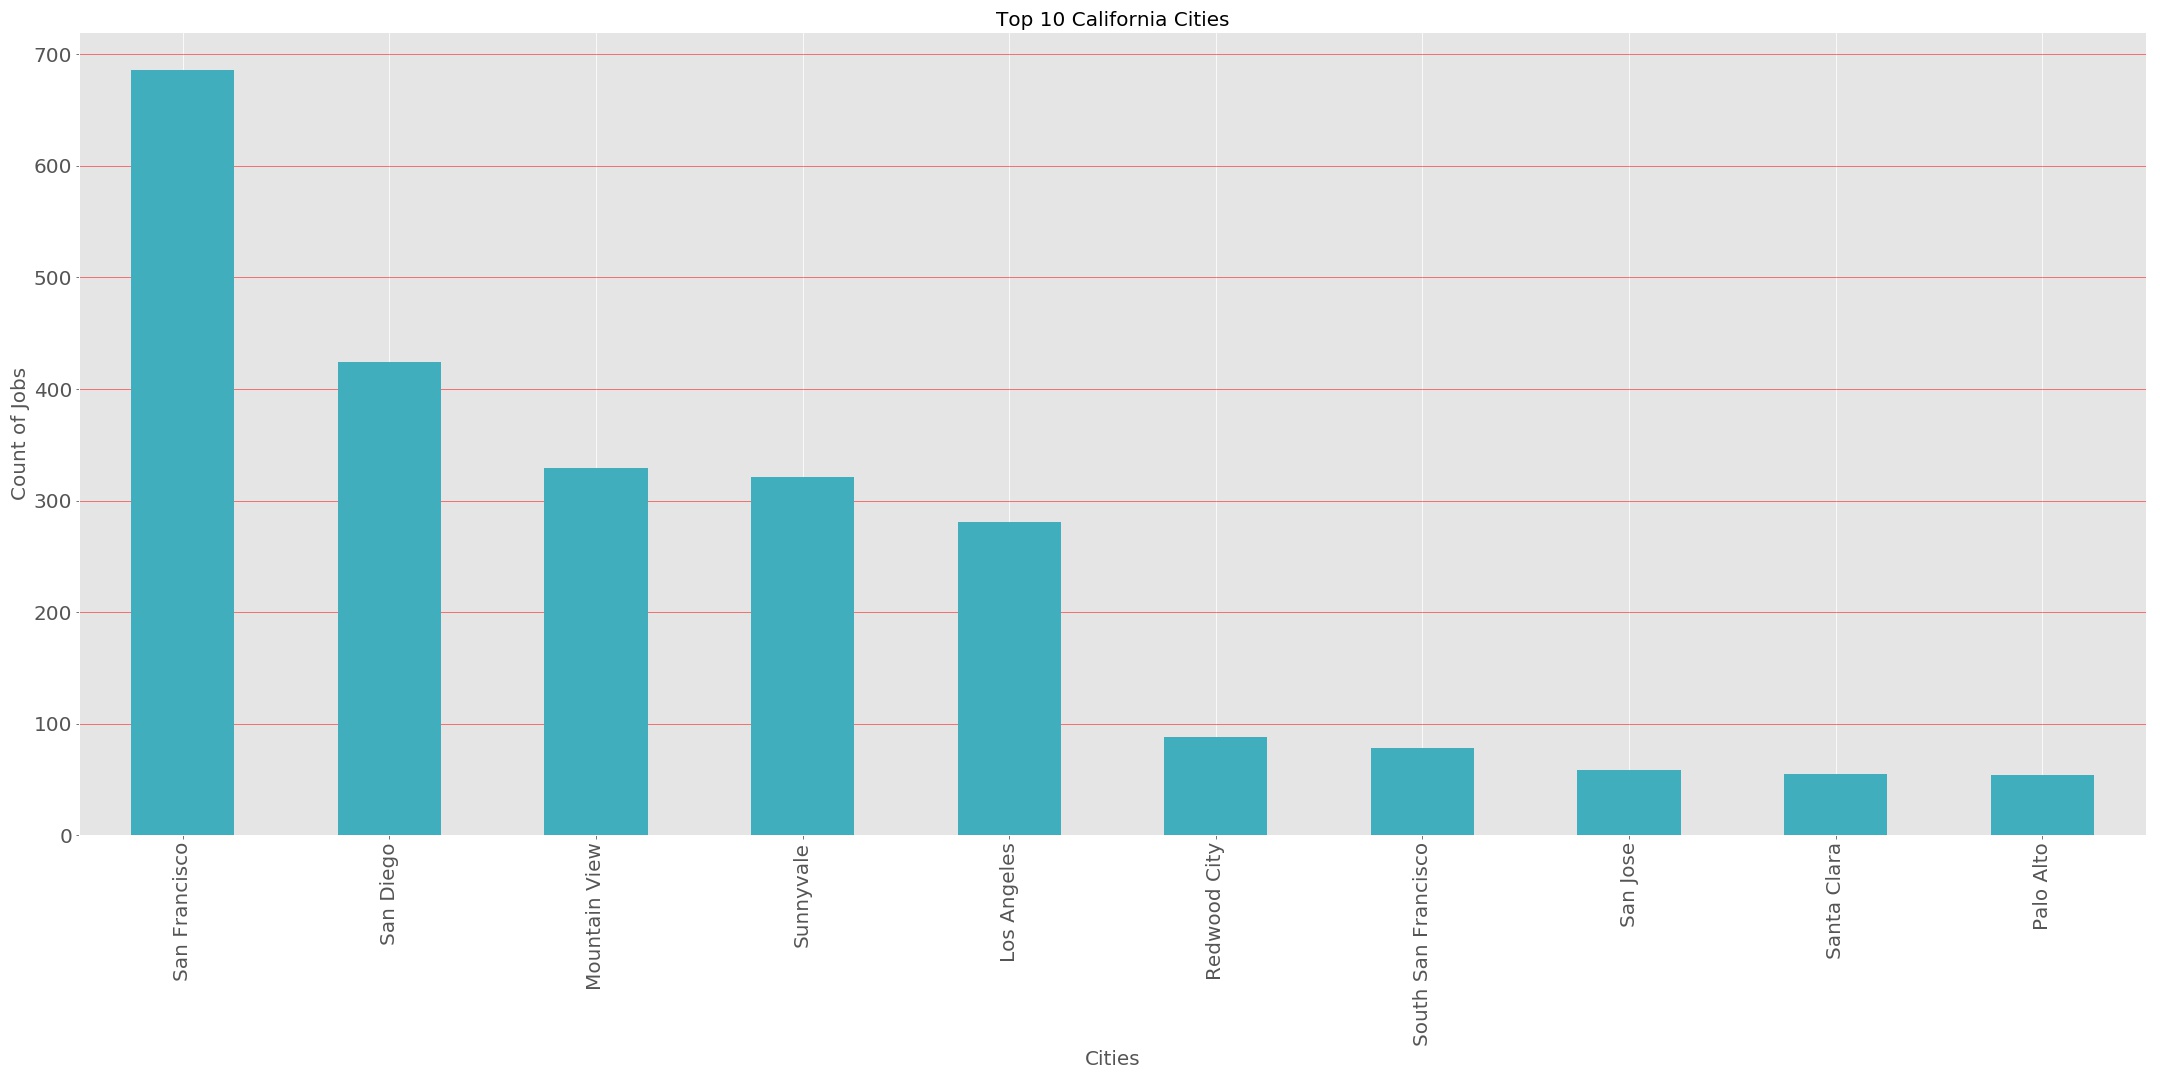 Top 10 California Cities
700
600
500
400
300
200
100
0
Count of Jobs
San Francisco
San Diego
Mountain View
Sunnyvale
Los Angeles
Redwood City
South San Francisco
San Jose
Santa Clara
Palo Alto
Cities